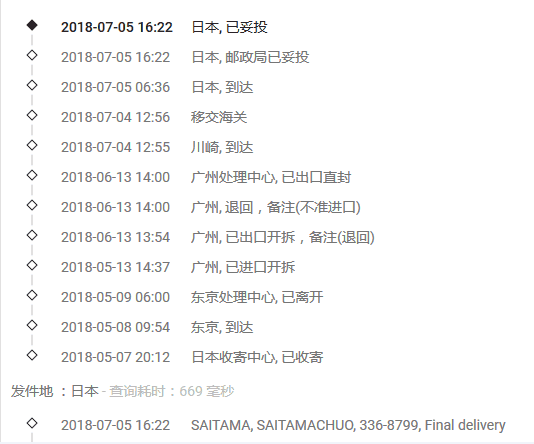 2018-07-05 16:22 日本, 已妥投
2018-07-05 16:22 日本, 邮政局已妥投
2018-07-05 06:36 日本, 到达
2018-07-04 12:56 移交海关
2018-07-04 12:55 川崎, 到达
2018-06-13 14:00 广州处理中心, 已出口直封
2018-06-13 14:00 广州, 退回，备注(不准进口)
2018-06-13 13:54 广州, 已出口开拆，备注(退回)
2018-05-13 14:37 广州, 已进口开拆
2018-05-09 06:00 东京处理中心, 已离开
2018-05-08 09:54 东京, 到达
2018-05-07 20:12 日本收寄中心, 已收寄
发件地 ：日本 - 查询耗时：669 毫秒
2018-07-05 16:22 SAITAMA, SAITAMACHUO, 336-8799, Final delivery